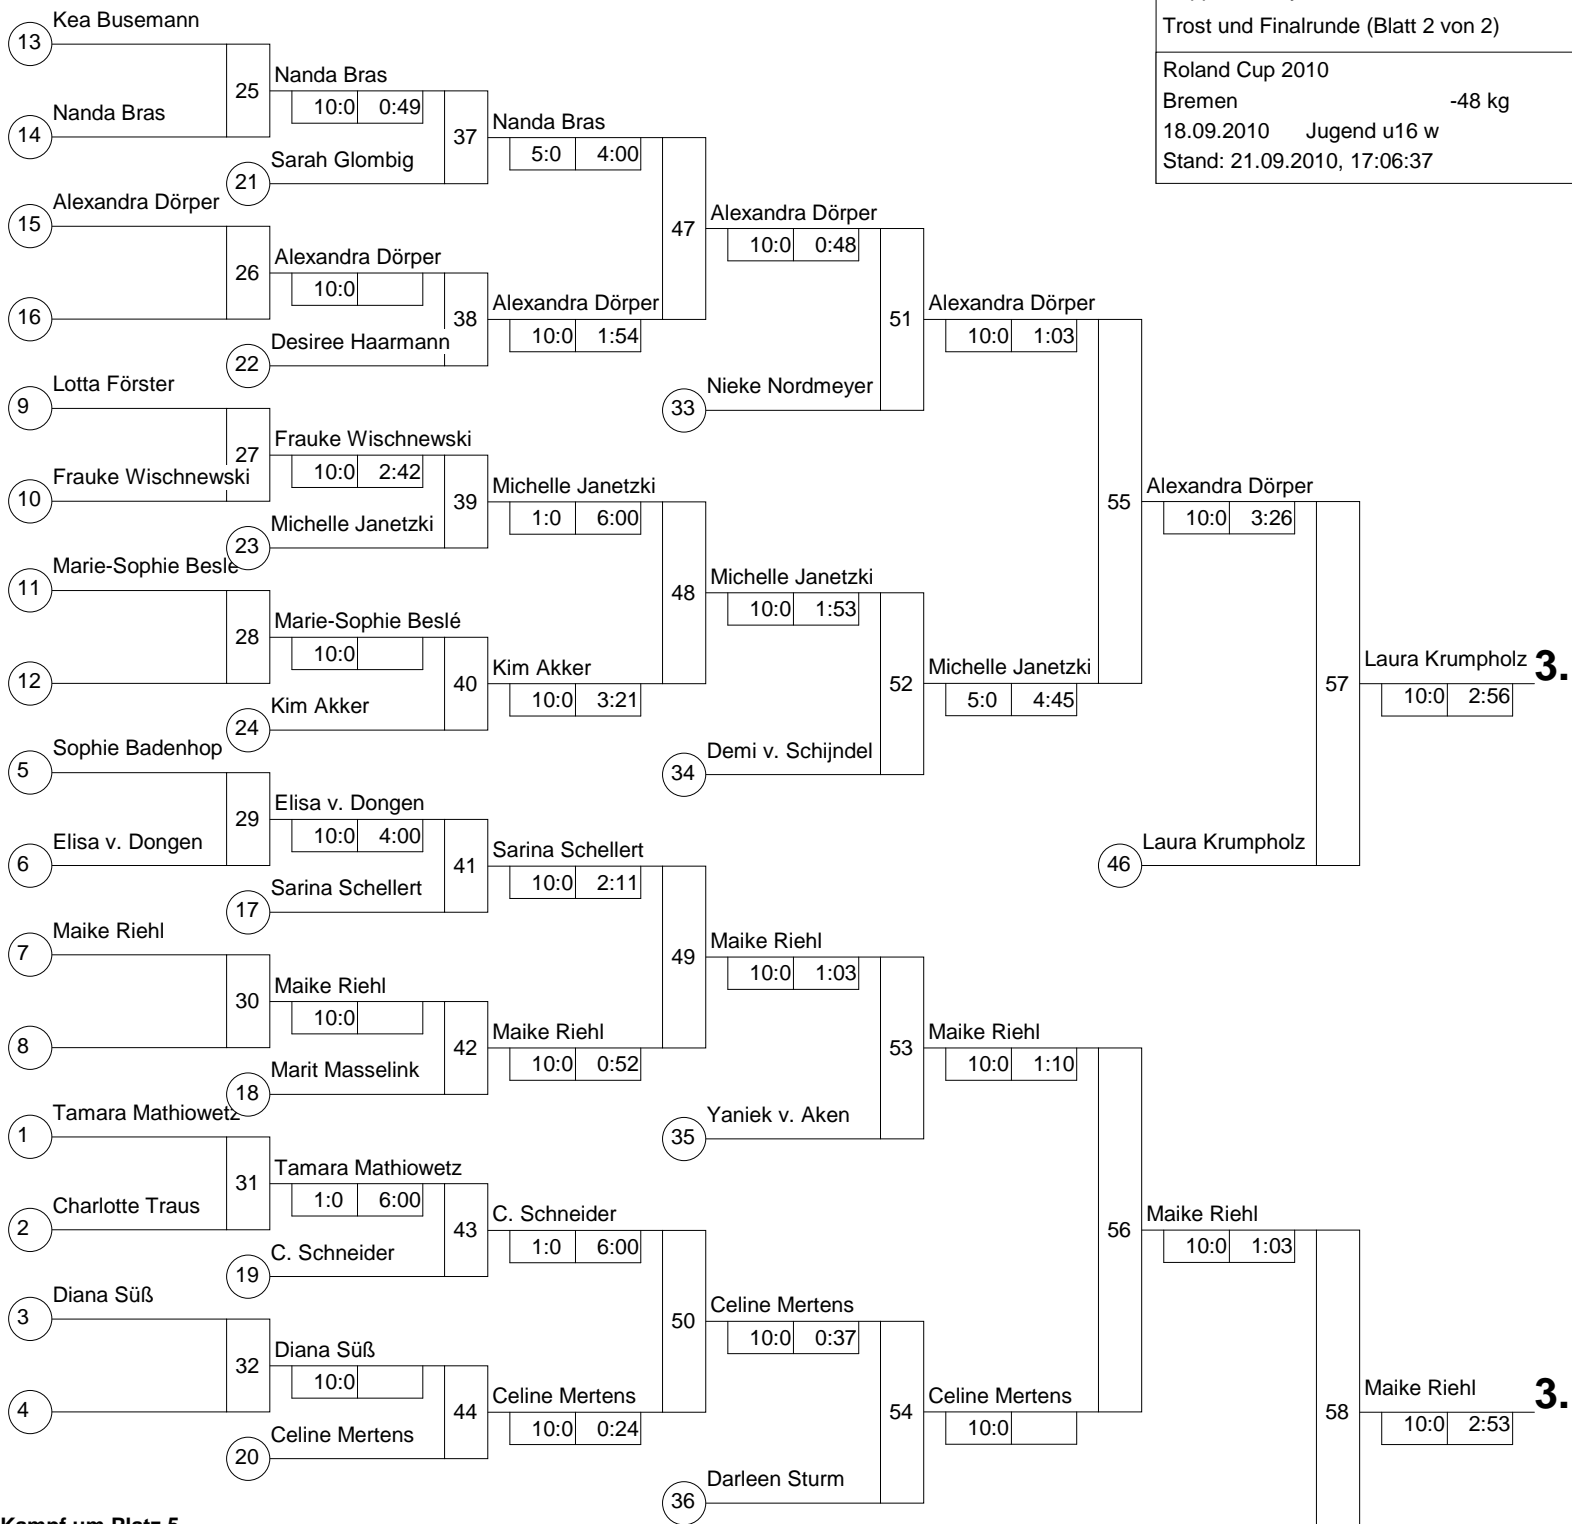 Trost und Finalrunde (Blatt 2 von 2)
Roland Cup 2010
Bremen -48 kg
18.09.2010 Jugend u16 w
Stand: 21.09.2010, 17:06:37
13 Kea Busemann
14 Nanda Bras
25 Nanda Bras
10:0 0:49
21 Sarah Glombig
37 Nanda Bras
5:0 4:00
15 Alexandra Dörper
16
26 Alexandra Dörper
10:0
22 Desiree Haarmann
38 Alexandra Dörper
10:0 1:54
47 Alexandra Dörper
10:0 0:48
33 Nieke Nordmeyer
51 Alexandra Dörper
10:0 1:03
9 Lotta Förster
10 Frauke Wischnewski
27 Frauke Wischnewski
10:0 2:42
23 Michelle Janetzki
39 Michelle Janetzki
1:0 6:00
11 Marie-Sophie Beslé
12
28 Marie-Sophie Beslé
10:0
24 Kim Akker
40 Kim Akker
10:0 3:21
48 Michelle Janetzki
10:0 1:53
34 Demi v. Schijndel
52 Michelle Janetzki
5:0 4:45
55 Alexandra Dörper
10:0 3:26
46 Laura Krumpholz
57 Laura Krumpholz 3.
10:0 2:56
5 Sophie Badenhop
6 Elisa v. Dongen
29 Elisa v. Dongen
10:0 4:00
17 Sarina Schellert
41 Sarina Schellert
10:0 2:11
7 Maike Riehl
8
30 Maike Riehl
10:0
18 Marit Masselink
42 Maike Riehl
10:0 0:52
49 Maike Riehl
10:0 1:03
35 Yaniek v. Aken
53 Maike Riehl
10:0 1:10
1 Tamara Mathiowetz
2 Charlotte Traus
31 Tamara Mathiowetz
1:0 6:00
19 C. Schneider
43 C. Schneider
1:0 6:00
3 Diana Süß
4
32 Diana Süß
10:0
20 Celine Mertens
44 Celine Mertens
10:0 0:24
50 Celine Mertens
10:0 0:37
36 Darleen Sturm
54 Celine Mertens
10:0
56 Maike Riehl
10:0 1:03
58 Maike Riehl 3.
10:0 2:53
Kampf um Platz 5